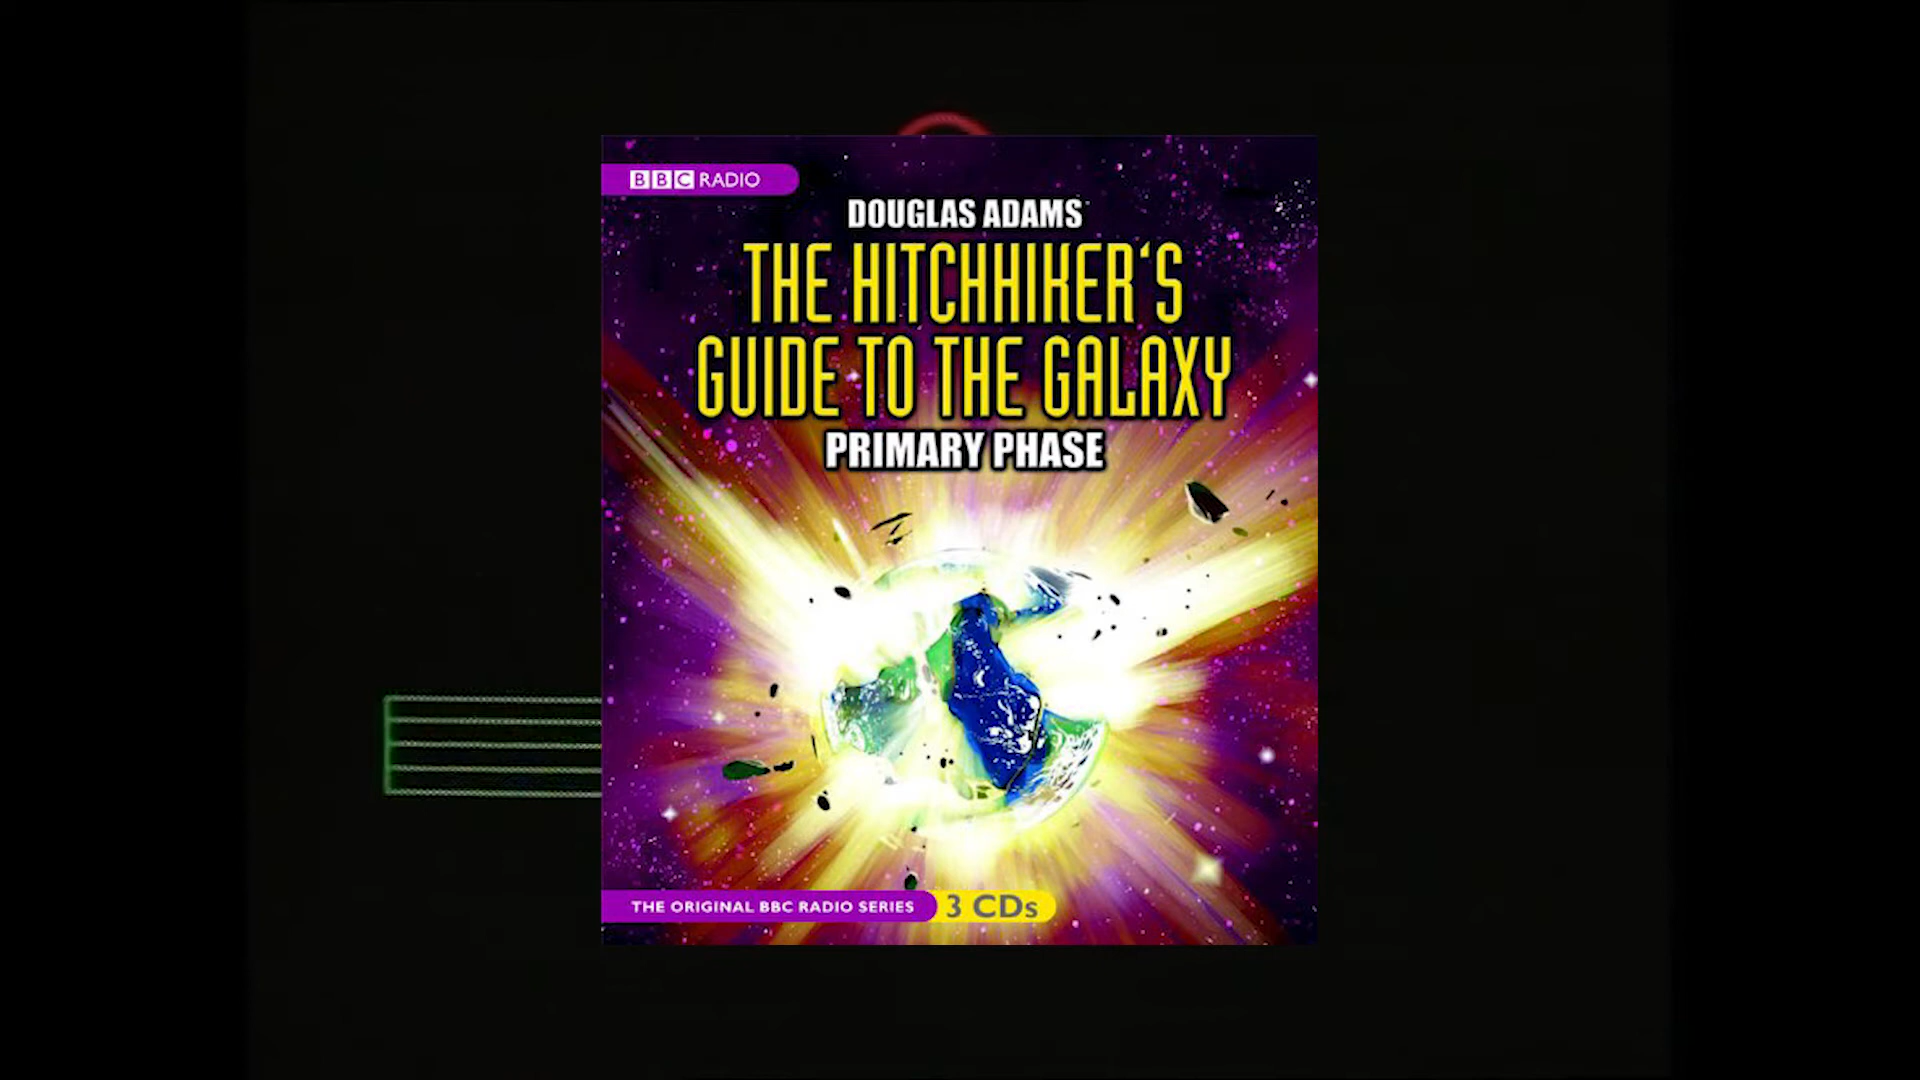 BBC RADIO
DOUGLAS ADAMS
THE HITCHHIKER'S
GUIDE TO THE GALAXY
PRIMARY PHASE
THE ORIGINAL BBC RADIO SERIES 3 CDs